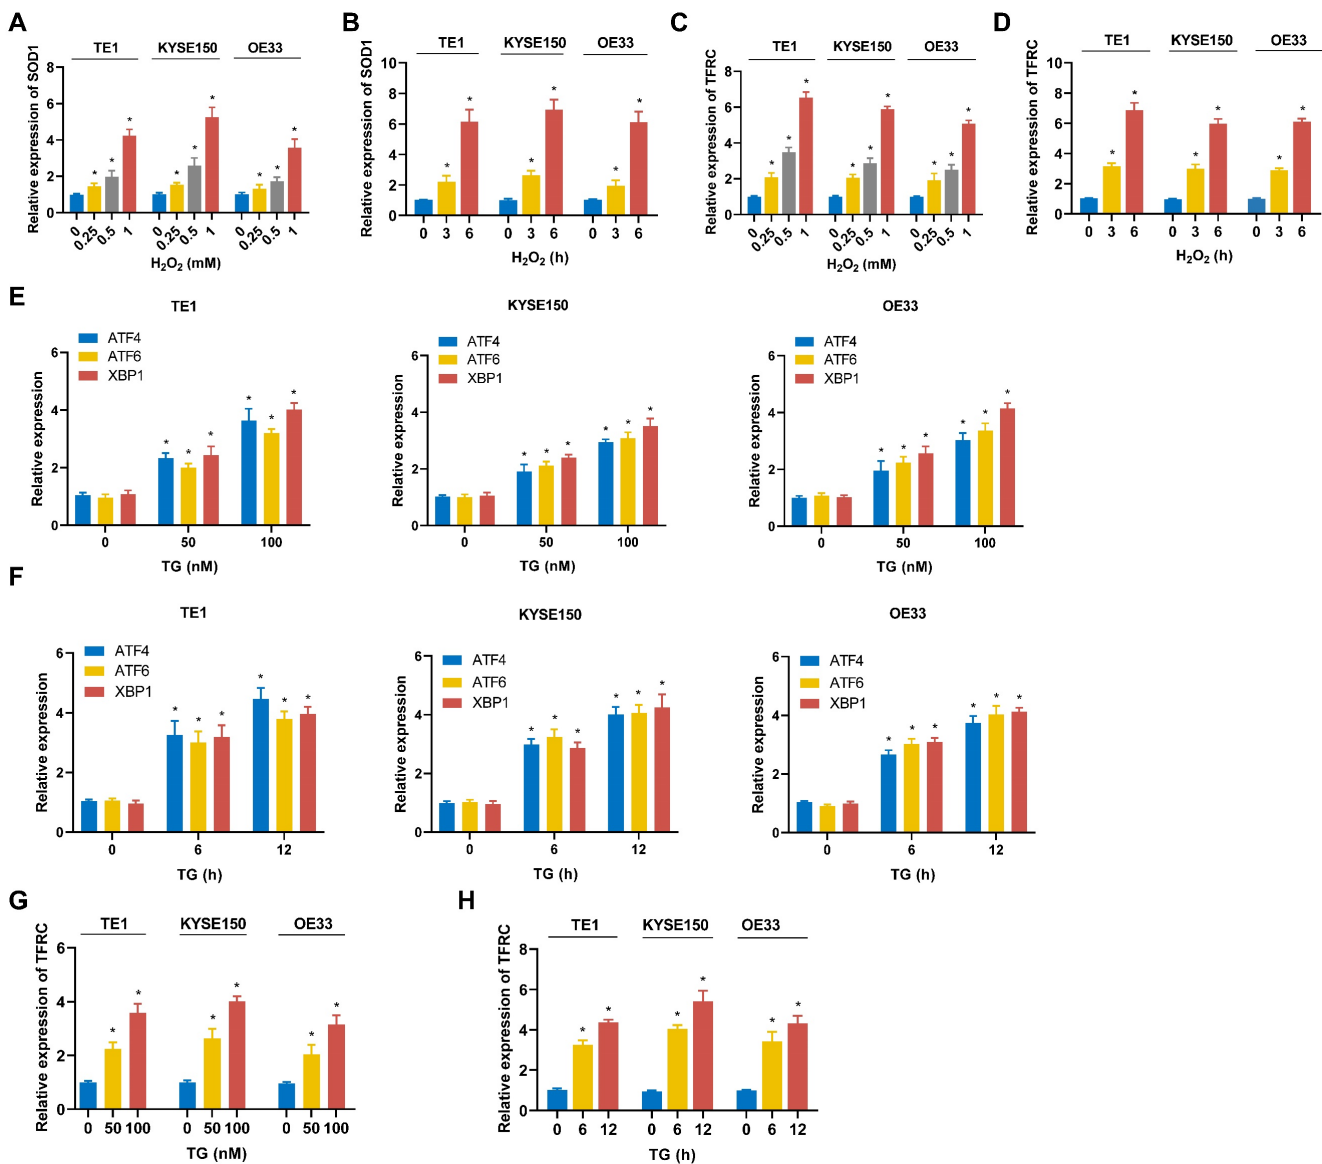 A
B
C
D
TE1 KYSE150 OE33
TE1 KYSE150 OE33
TE1 KYSE150 OE33
TE1 KYSE150 OE33
Relative expression of SOD1
8
6
4
2
0
* * * * * * * * *
0 0.25 0.5 1 0 0.25 0.5 1 0 0.25 0.5 1
H₂O₂ (mM)
Relative expression of SOD1
10
8
6
4
2
0
* * * * * *
0 3 6 0 3 6 0 3 6
H₂O₂ (h)
Relative expression of TFRC
8
6
4
2
0
* * * * * * * * *
0 0.25 0.5 1 0 0.25 0.5 1 0 0.25 0.5 1
H₂O₂ (mM)
Relative expression of TFRC
10
8
6
4
2
0
* * * * * *
0 3 6 0 3 6 0 3 6
H₂O₂ (h)
E
TE1
ATF4
ATF6
XBP1
Relative expression
6
4
2
0
* * * * * *
0 50 100
TG (nM)
KYSE150
ATF4
ATF6
XBP1
Relative expression
6
4
2
0
* * * * * *
0 50 100
TG (nM)
OE33
ATF4
ATF6
XBP1
Relative expression
6
4
2
0
* * * * * *
0 50 100
TG (nM)
F
TE1
ATF4
ATF6
XBP1
Relative expression
6
4
2
0
* * * * * *
0 6 12
TG (h)
KYSE150
ATF4
ATF6
XBP1
Relative expression
6
4
2
0
* * * * * *
0 6 12
TG (h)
OE33
ATF4
ATF6
XBP1
Relative expression
6
4
2
0
* * * * * *
0 6 12
TG (h)
G
TE1 KYSE150 OE33
Relative expression of TFRC
6
4
2
0
* * * * * *
0 50 100 0 50 100 0 50 100
TG (nM)
H
TE1 KYSE150 OE33
Relative expression of TFRC
8
6
4
2
0
* * * * * *
0 6 12 0 6 12 0 6 12
TG (h)